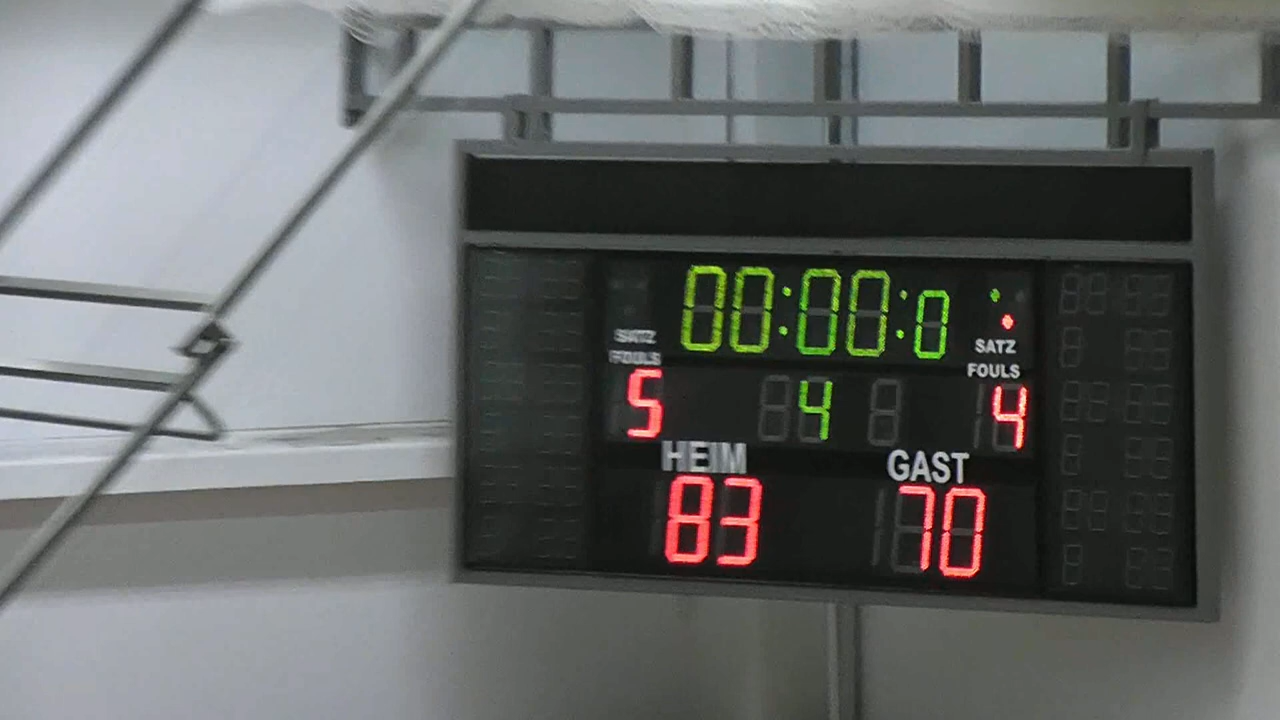 00:00:0
SATZ SATZ
FOULS FOULS
5 4 4
HEIM GAST
83 70